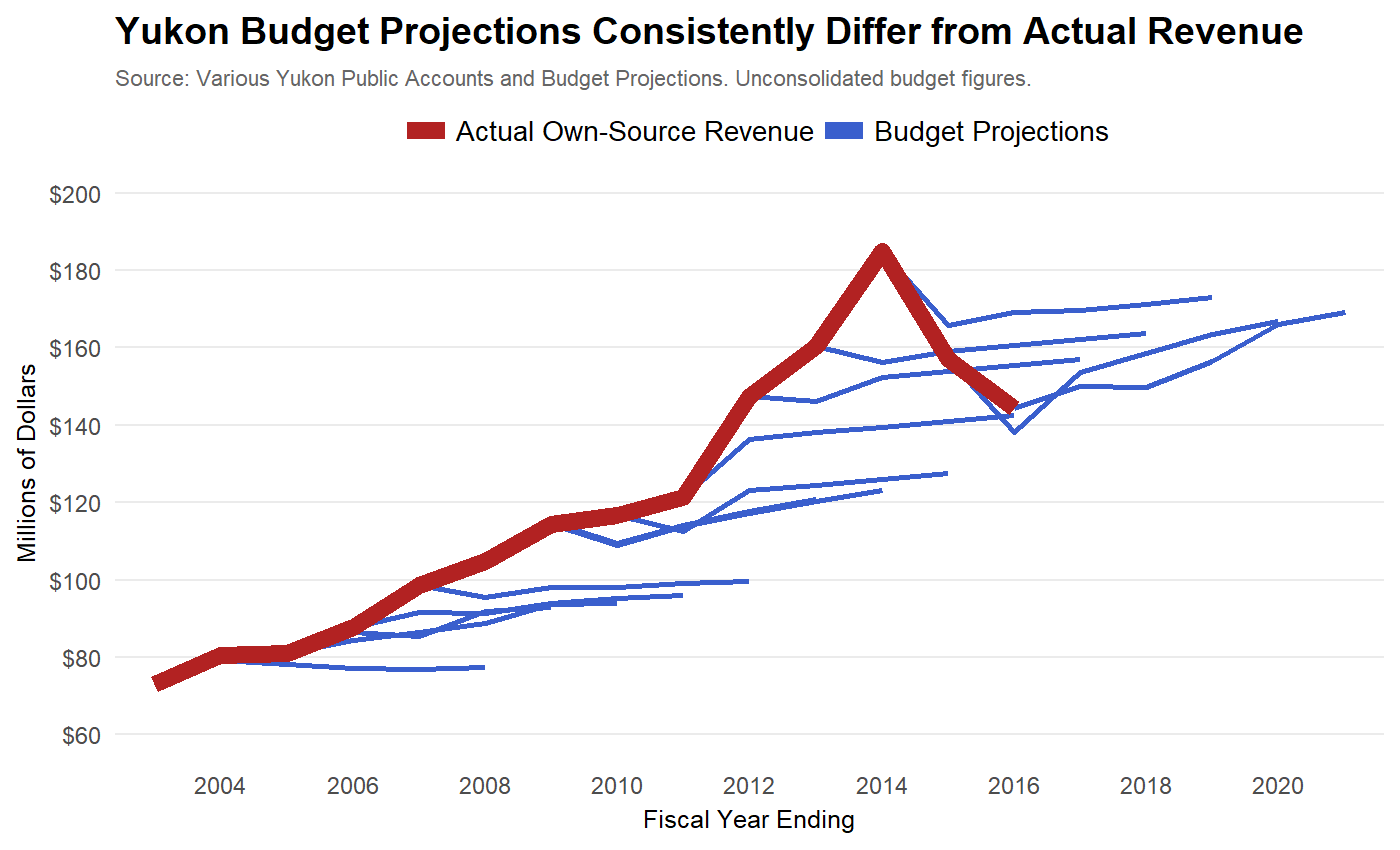 Yukon Budget Projections Consistently Differ from Actual Revenue
Source: Various Yukon Public Accounts and Budget Projections. Unconsolidated budget figures.
Actual Own-Source Revenue Budget Projections
Millions of Dollars
$200
$180
$160
$140
$120
$100
$80
$60
2004 2006 2008 2010 2012 2014 2016 2018 2020
Fiscal Year Ending